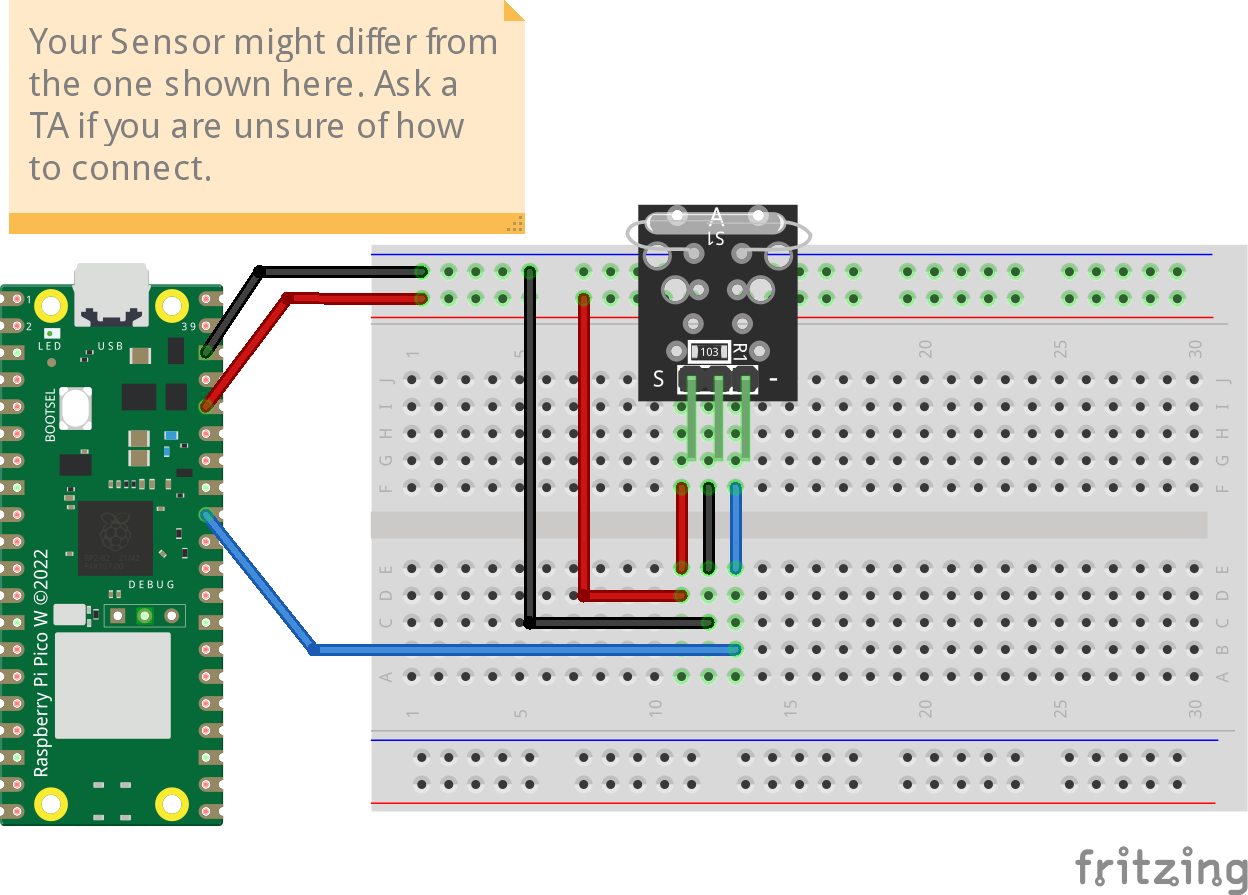 Your Sensor might differ from
the one shown here. Ask a
TA if you are unsure of how
to connect.
A
S1
1
2
39
LED
USB
BOOTSEL
103
R1
S
-
1
5
20
25
30
J
J
I
I
H
H
G
G
F
F
DEBUG
Raspberry Pi Pico W ©2022
E
E
D
D
C
C
B
B
A
A
1
5
10
15
20
25
30
fritzing